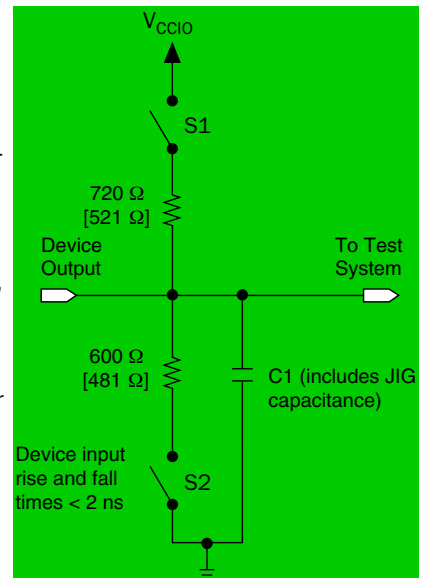 VCCIO
S1
720 Ω
[521 Ω]
Device
Output
To Test
System
600 Ω
[481 Ω]
C1 (includes JIG
capacitance)
Device input
rise and fall
times < 2 ns
S2